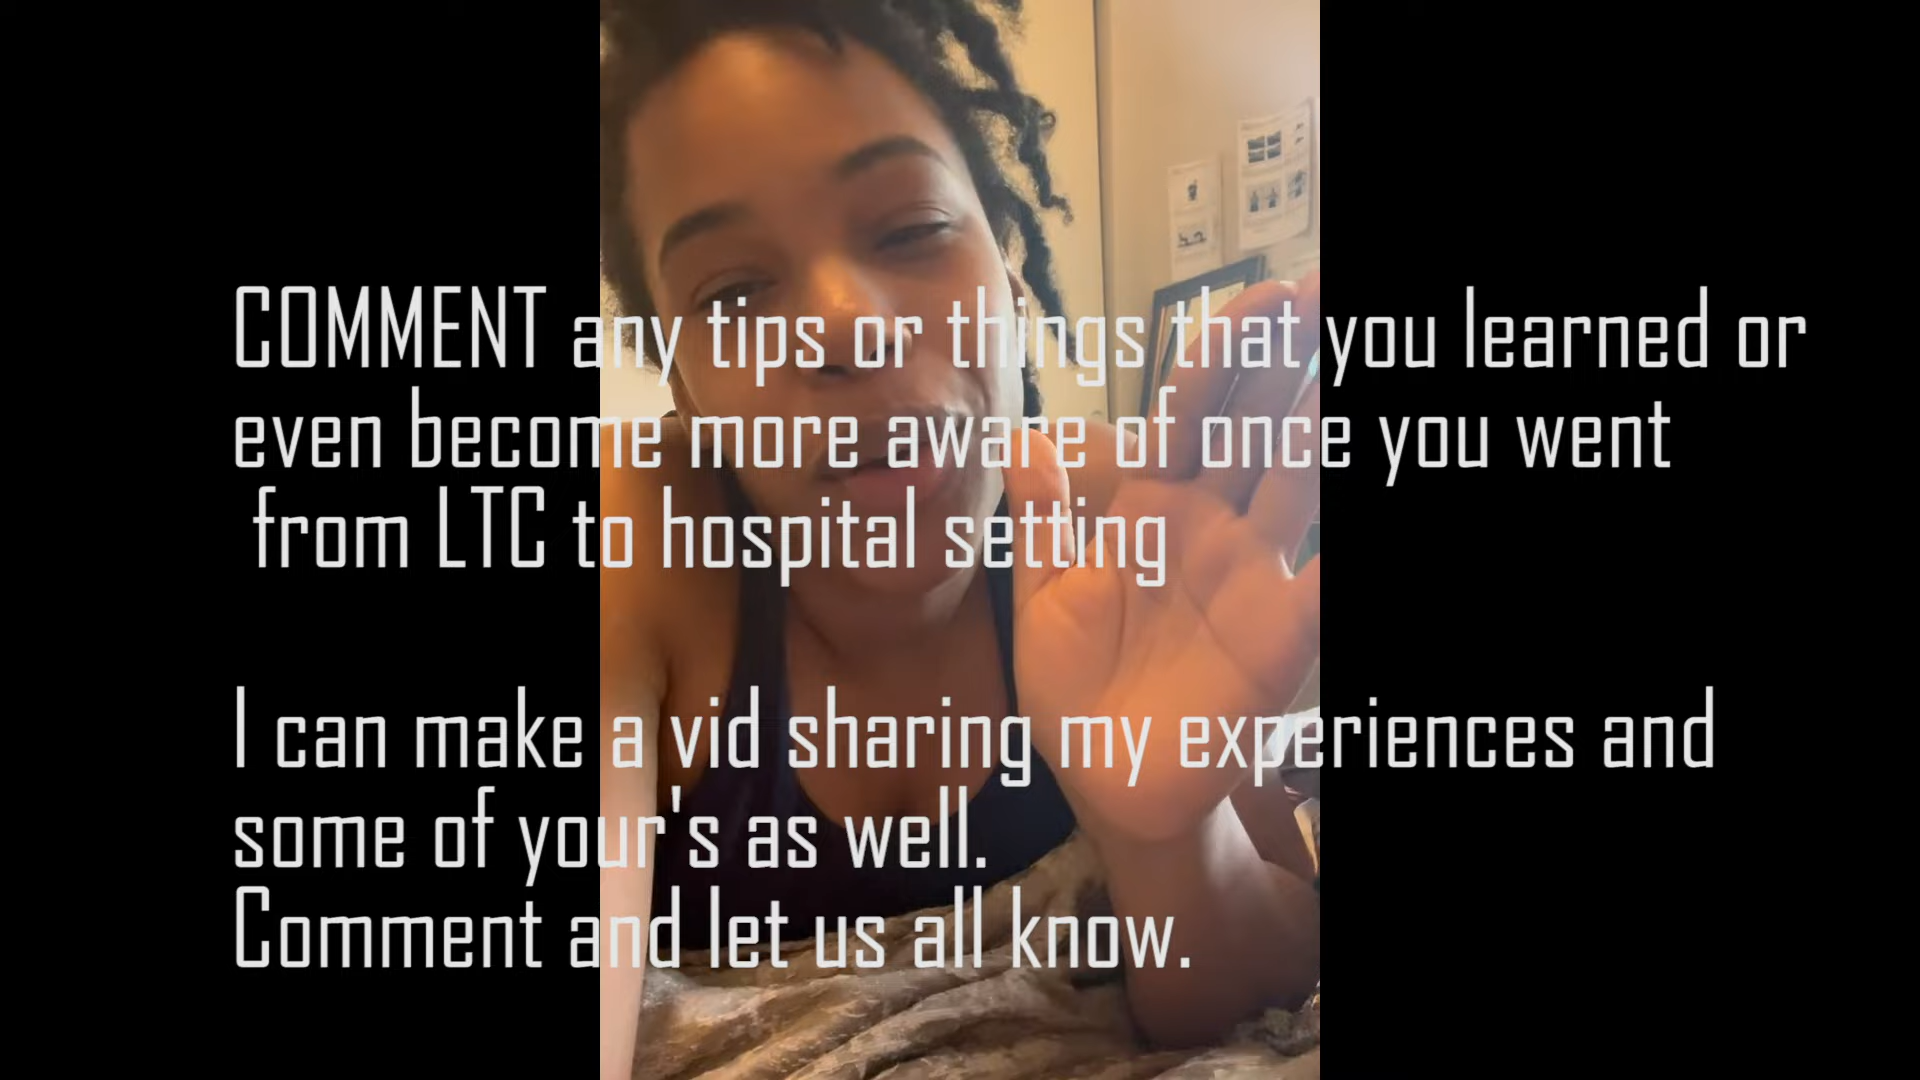 COMMENT any tips or things that you learned or
even become more aware of once you went
from LTC to hospital setting
I can make a vid sharing my experiences and
some of your's as well.
Comment and let us all know.